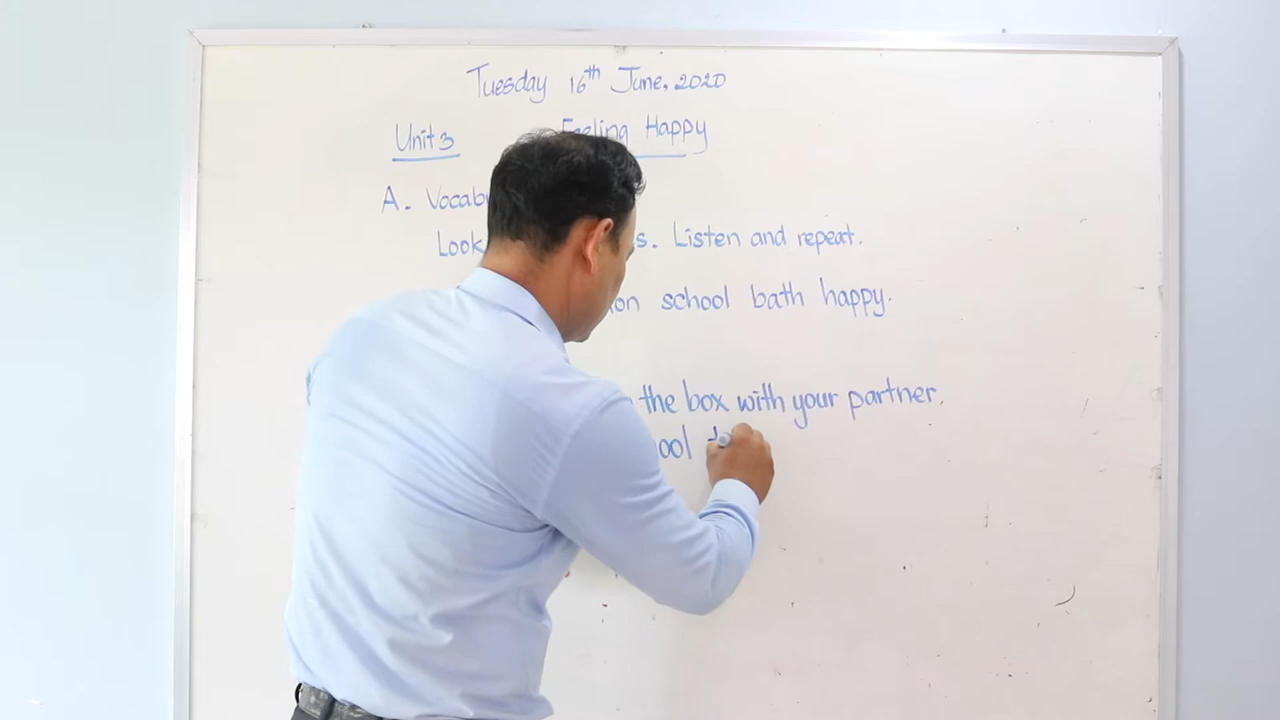 Tuesday 16th June, 2020
Unit 3 Feeling Happy
A. Vocab
Look s. Listen and repeat.
on school bath happy.
the box with your partner.
ool